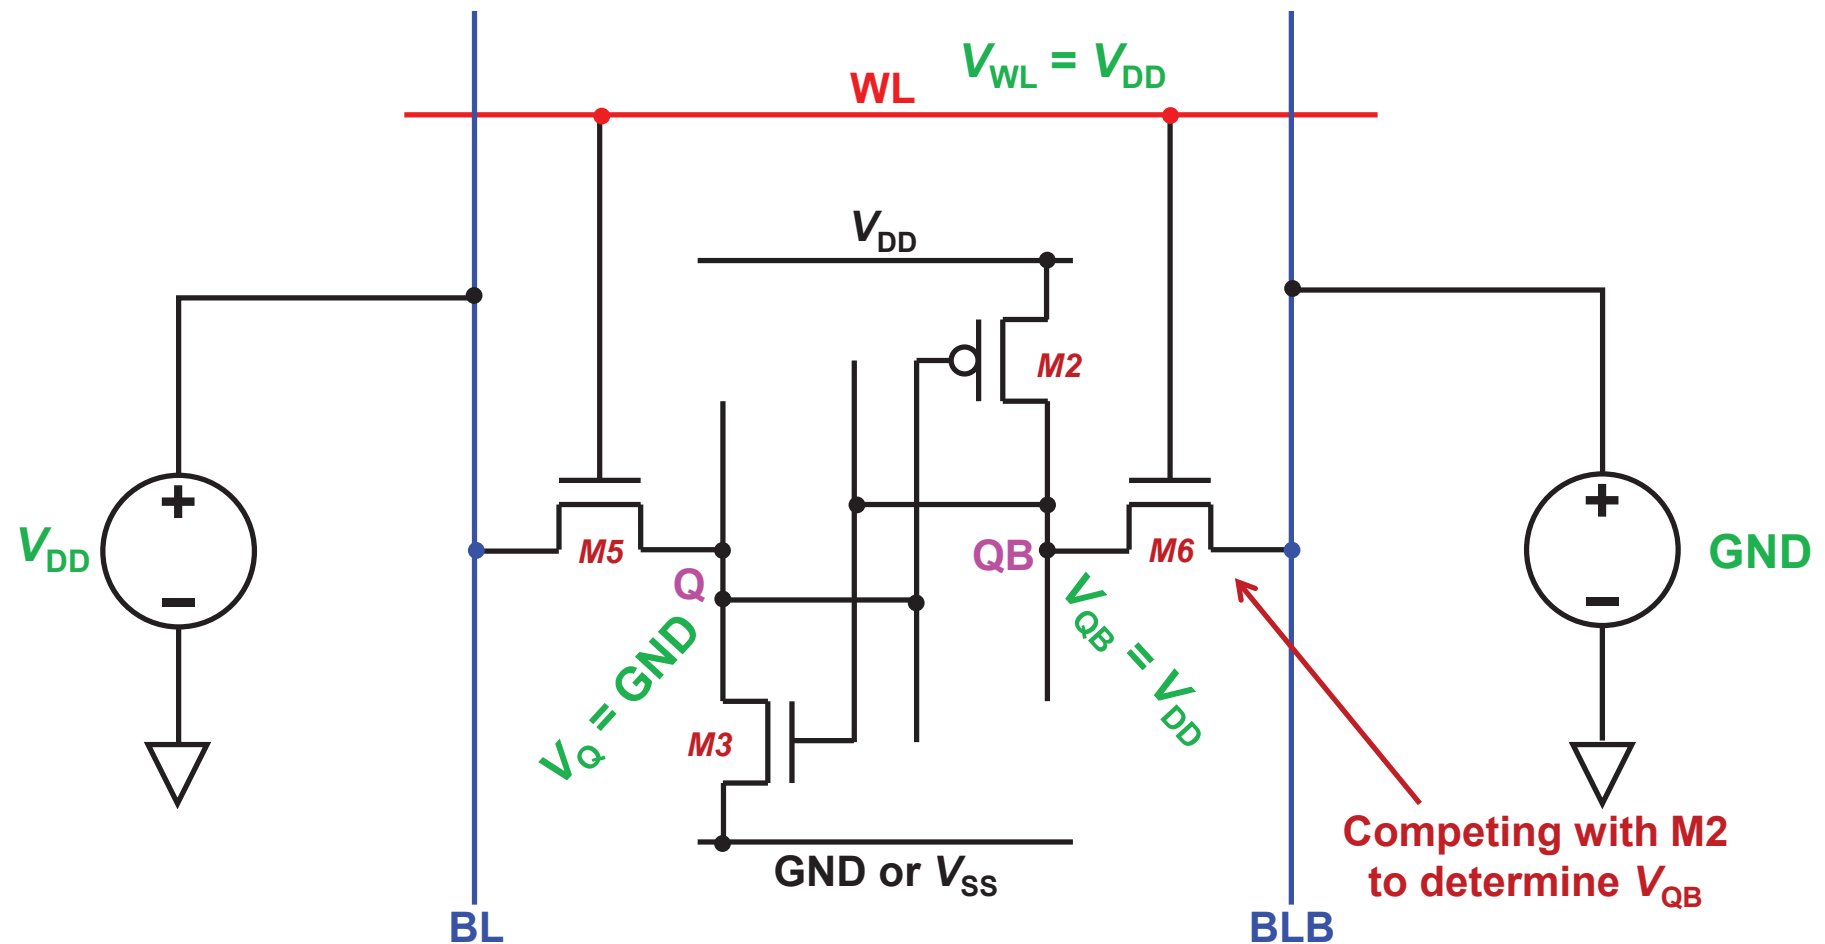 V_WL = V_DD
WL
V_DD
M2
+
+
V_DD
M5
Q
QB
M6
GND
−
−
V_Q = GND
V_QB = V_DD
M3
Competing with M2
to determine V_QB
GND or V_SS
BL
BLB